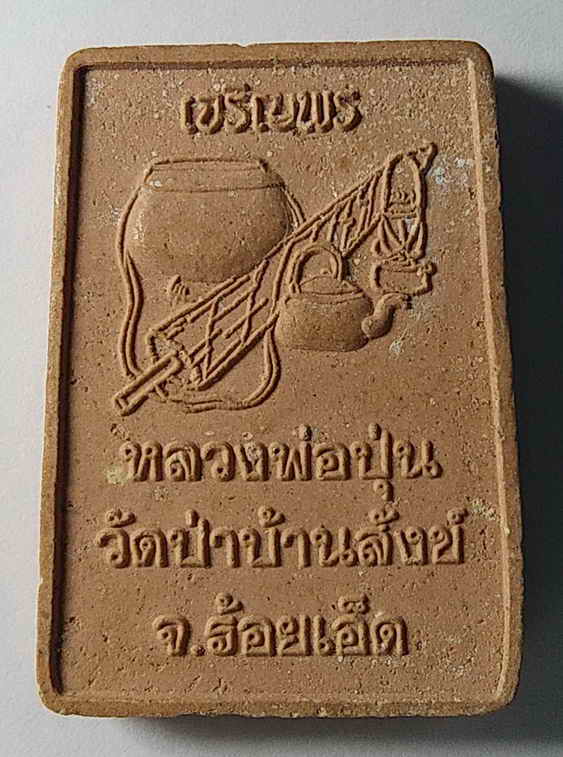 เจริญพร
หลวงพ่อปุ่น
วัดป่าบ้านสังข์
จ.ร้อยเอ็ด